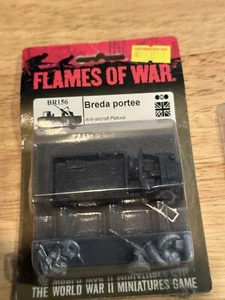 FLAMES OF WAR.
BR156
Breda portee
Anti-aircraft Platoon
THE WORLD WAR II MINIATURES GAME